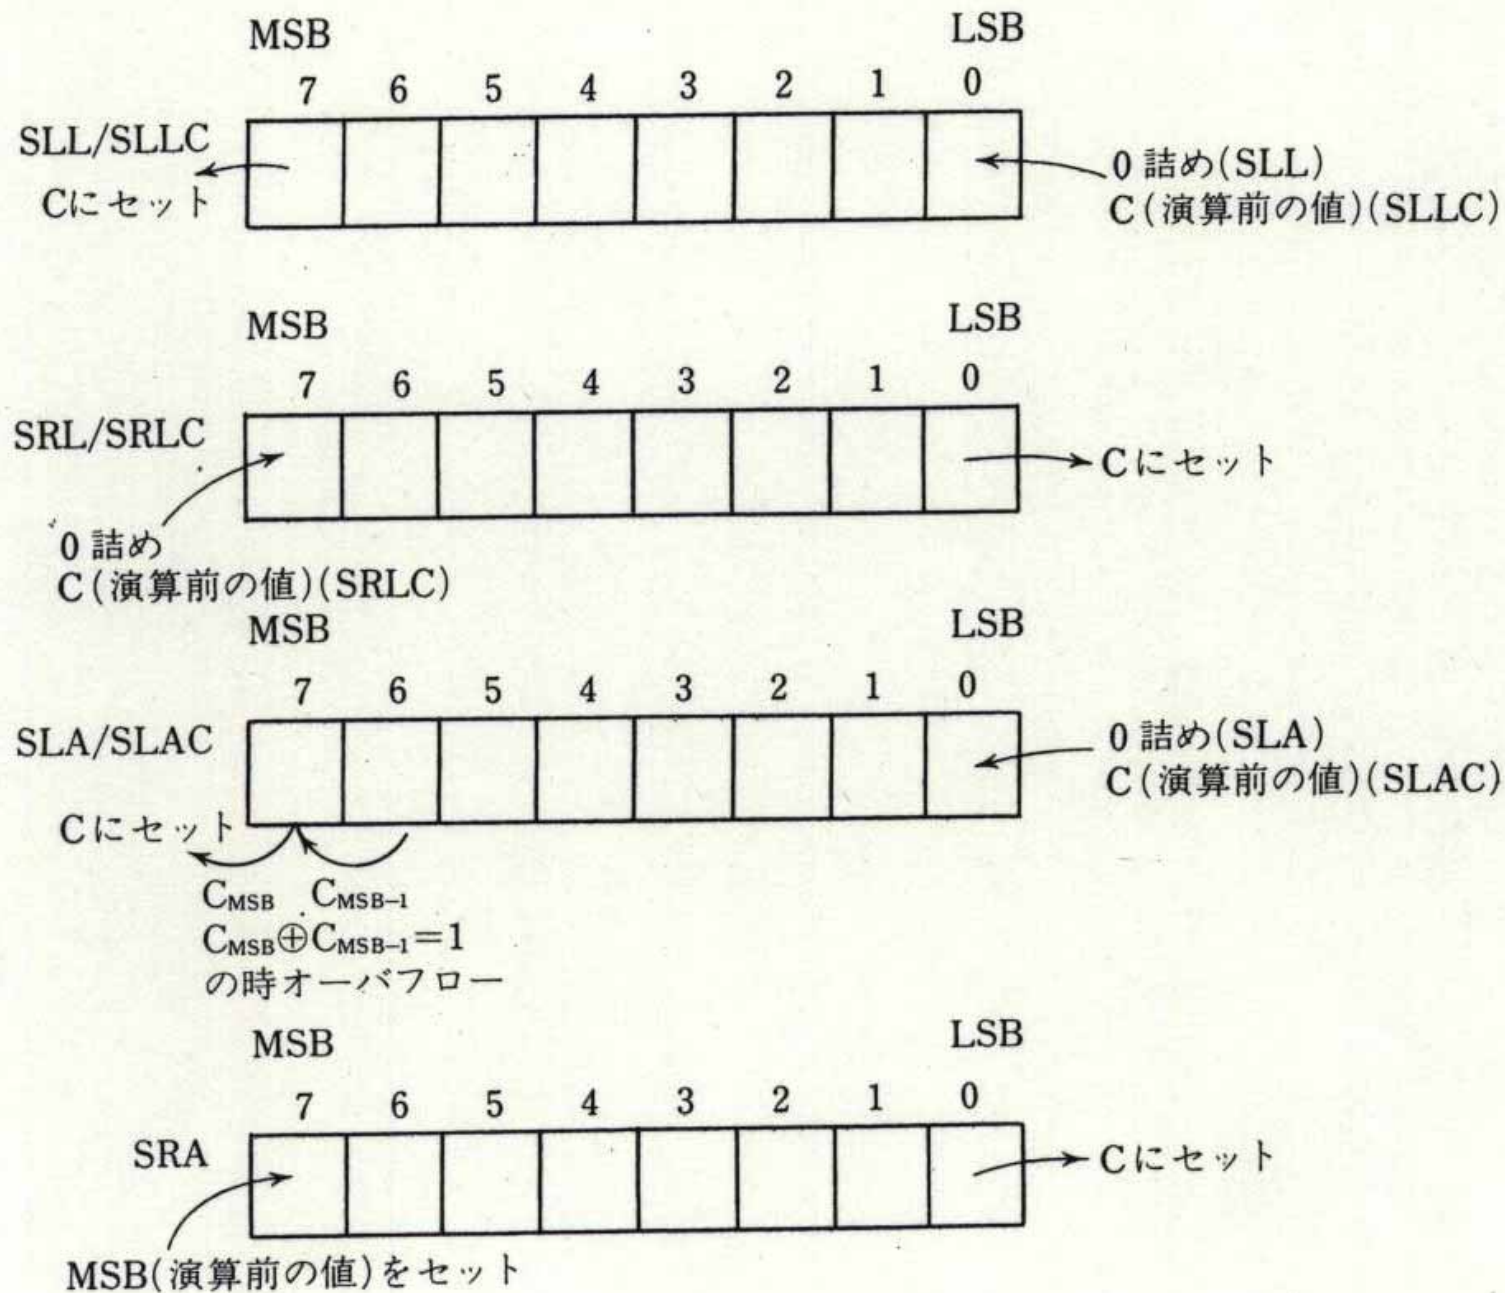 MSB LSB
7 6 5 4 3 2 1 0
SLL/SLLC
Cにセット
0詰め(SLL)
C(演算前の値)(SLLC)
MSB LSB
7 6 5 4 3 2 1 0
SRL/SRLC
Cにセット
0詰め
C(演算前の値)(SRLC)
MSB LSB
7 6 5 4 3 2 1 0
SLA/SLAC
0詰め(SLA)
C(演算前の値)(SLAC)
Cにセット
CMSB CMSB-1
CMSB⊕CMSB-1=1
の時オーバフロー
MSB LSB
7 6 5 4 3 2 1 0
SRA
Cにセット
MSB(演算前の値)をセット